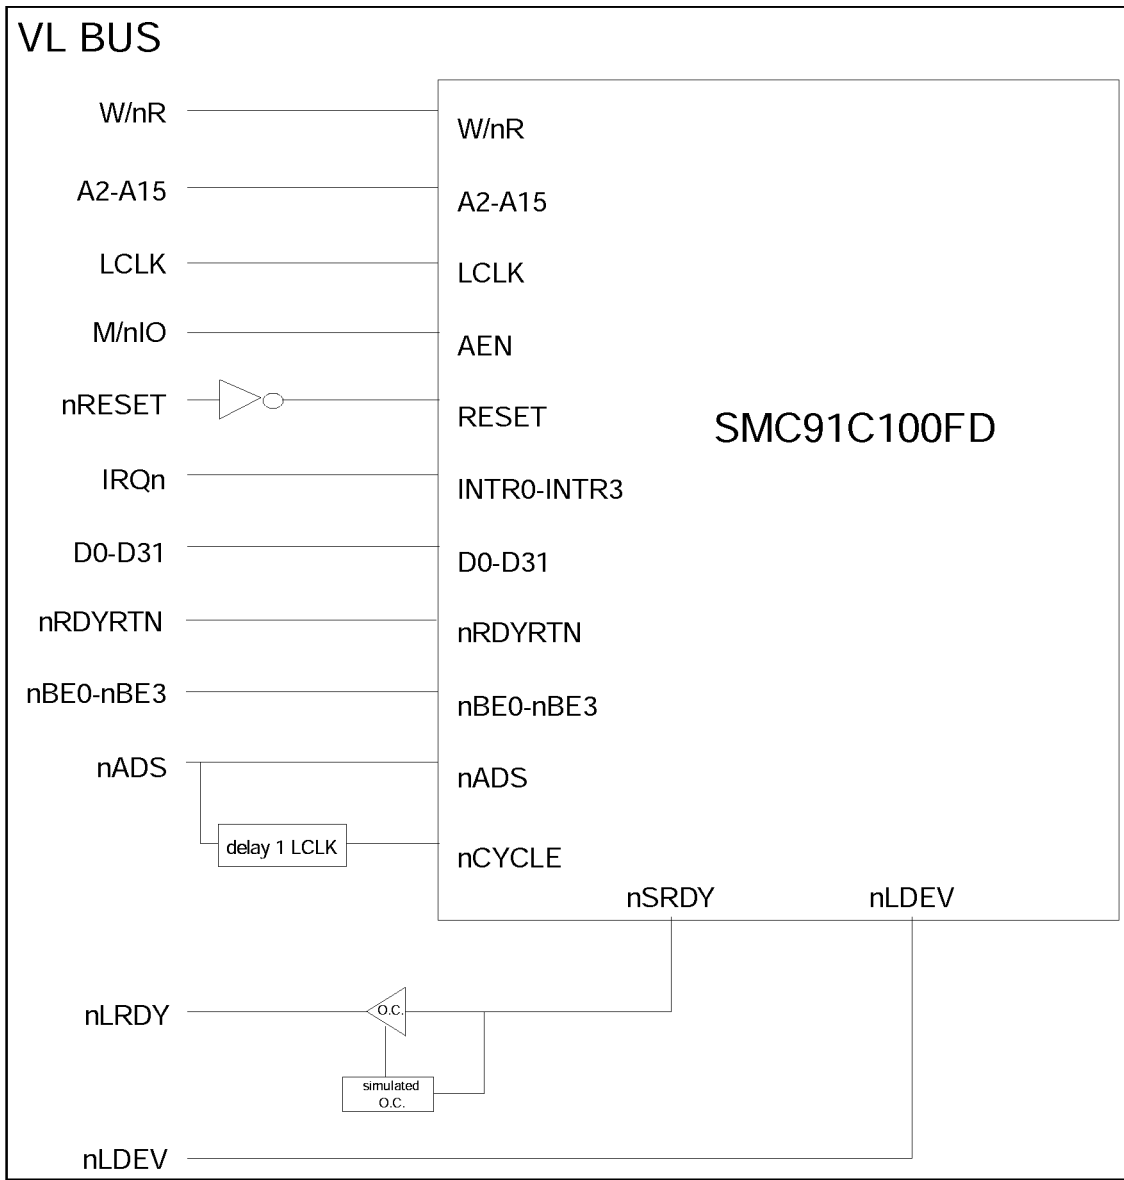 VL BUS
W/nR
W/nR
A2-A15
A2-A15
LCLK
LCLK
M/nIO
AEN
nRESET
RESET
SMC91C100FD
IRQn
INTR0-INTR3
D0-D31
D0-D31
nRDYRTN
nRDYRTN
nBE0-nBE3
nBE0-nBE3
nADS
nADS
delay 1 LCLK
nCYCLE
nSRDY
nLDEV
nLRDY
O.C.
simulated
O.C.
nLDEV